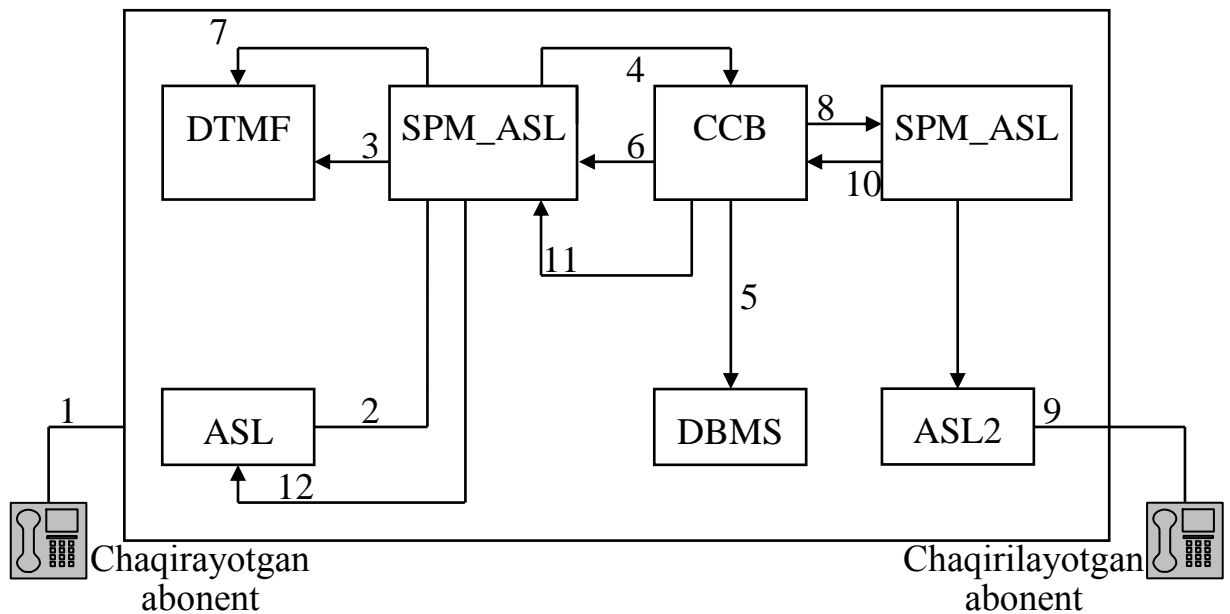 7
4
DTMF
SPM_ASL
CCB
8
SPM_ASL
3
6
10
11
5
1
ASL
2
DBMS
ASL2
9
12
Chaqirayotgan
abonent
Chaqirilayotgan
abonent